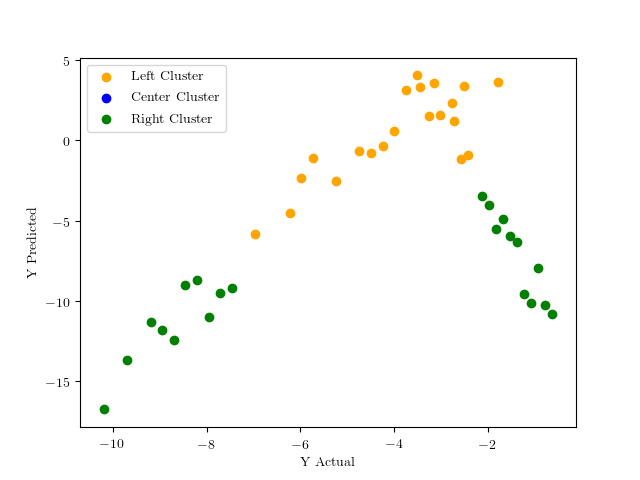 Left Cluster
Center Cluster
Right Cluster
5
0
−5
−10
−15
Y Predicted
−10 −8 −6 −4 −2
Y Actual